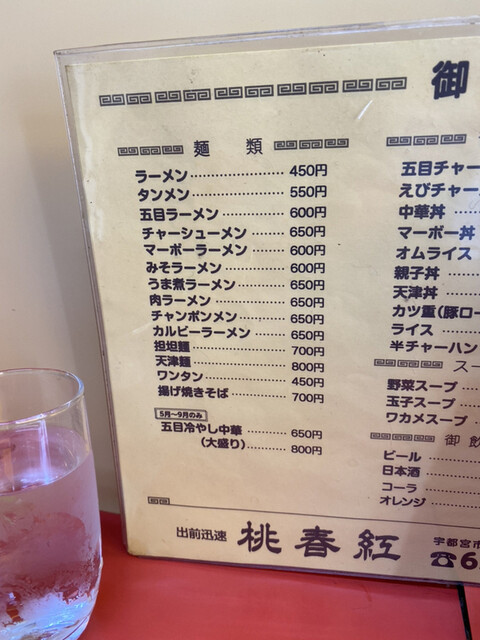 御
麺類
ラーメン 450円
タンメン 550円
五目ラーメン 600円
チャーシューメン 650円
マーボーラーメン 600円
みそラーメン 600円
うま煮ラーメン 650円
肉ラーメン 650円
チャンポンメン 650円
カルビーラーメン 650円
担坦麺 700円
天津麺 800円
ワンタン 450円
揚げ焼きそば 700円
5月〜9月のみ
五目冷やし中華 650円
(大盛り) 800円
五目チャー
えびチャー
中華丼
マーボー丼
オムライス
親子丼
天津丼
カツ重(豚ロー
ライス
半チャーハン
スー
野菜スープ
玉子スープ
ワカメスープ
御飲
ビール
日本酒
コーラ
オレンジ
出前迅速 桃春紅 宇都宮市
☎6